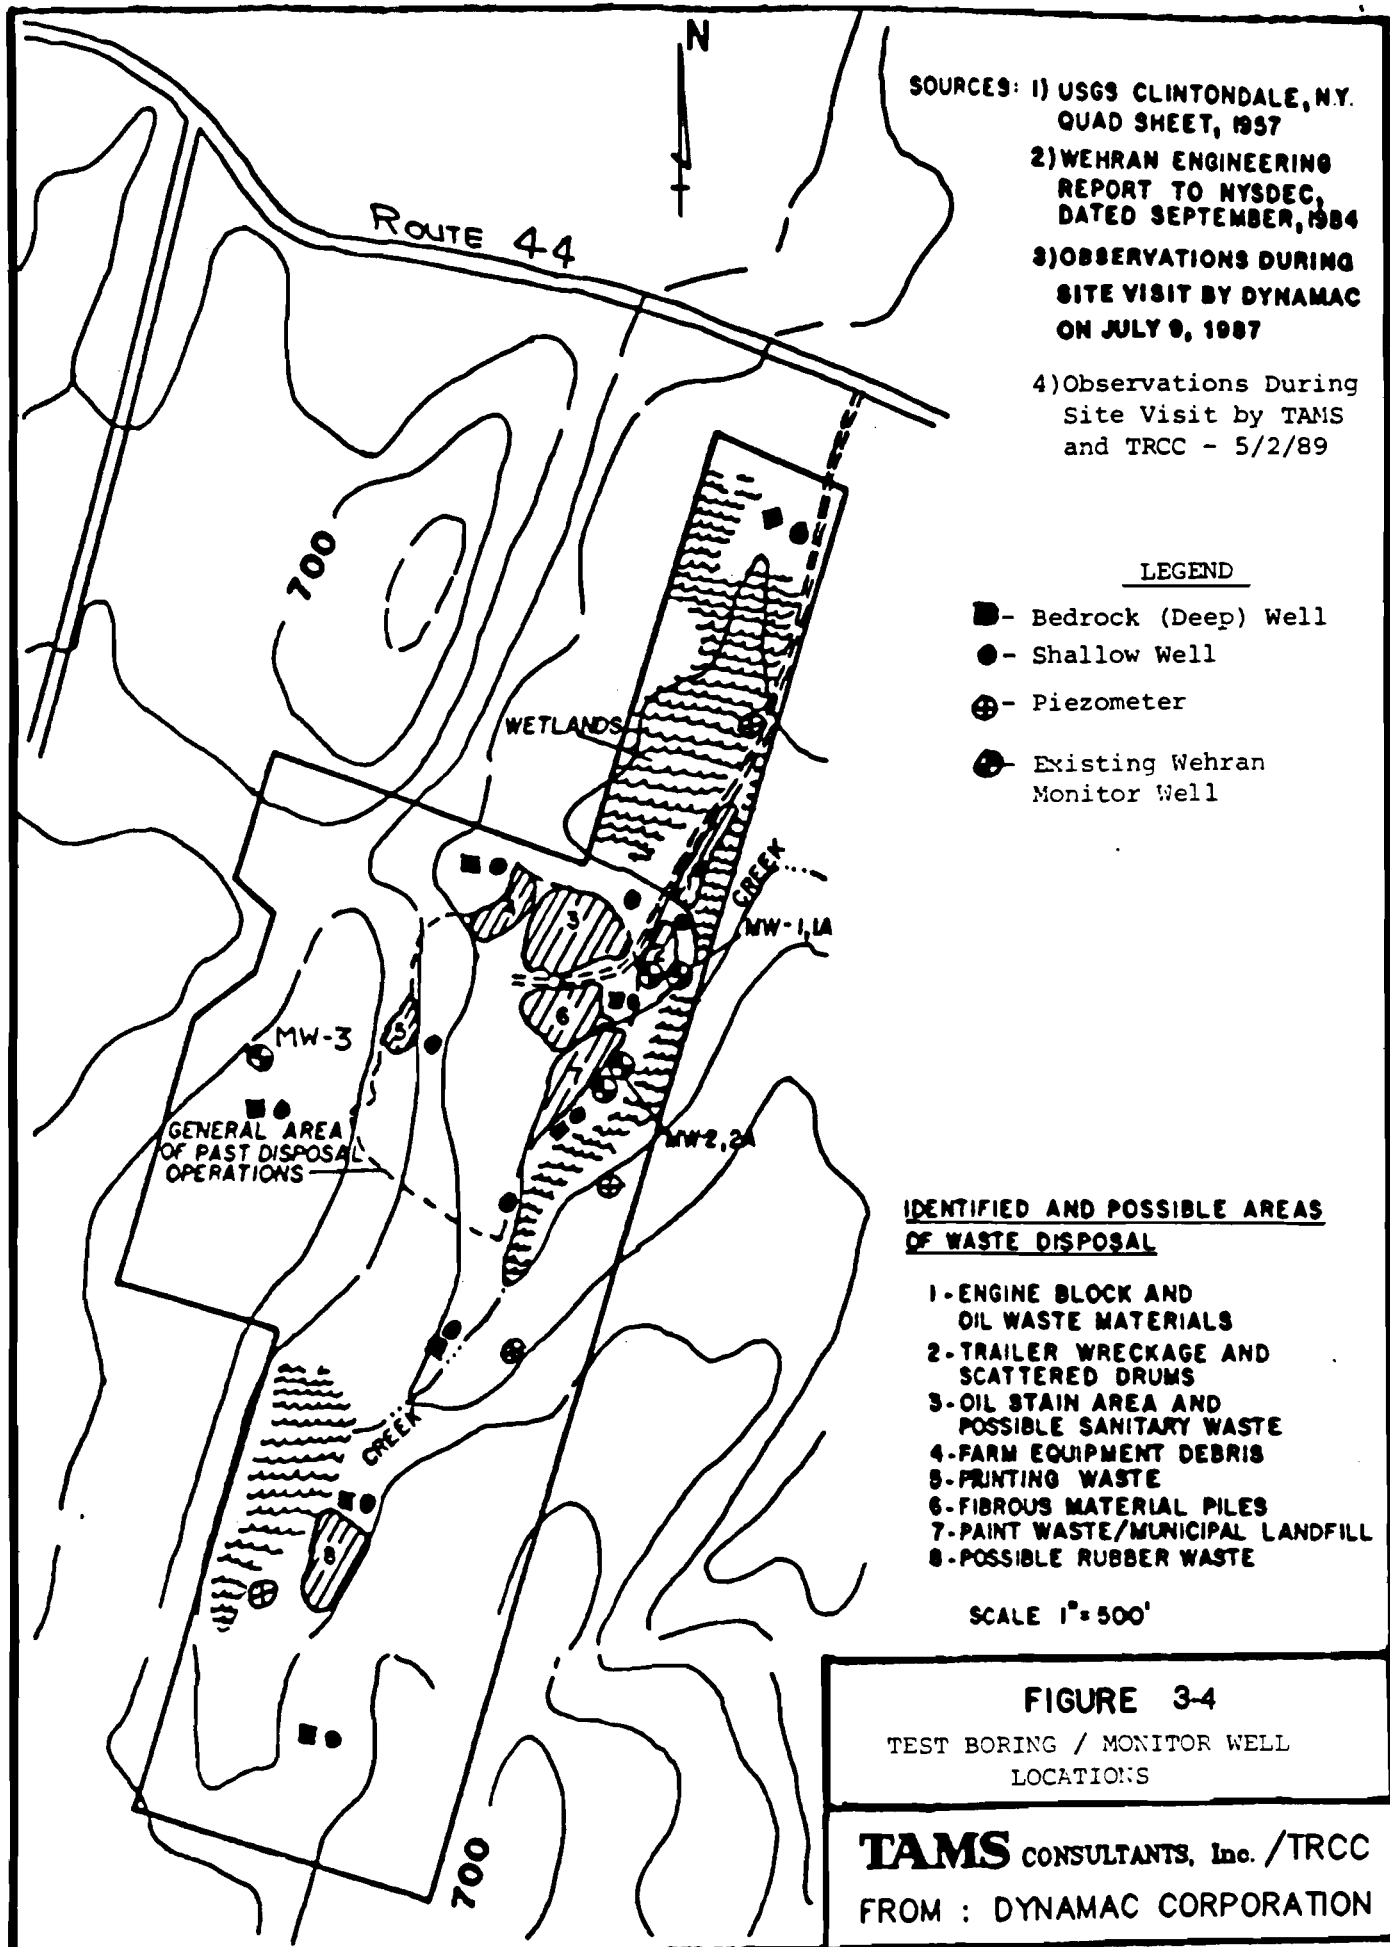 N
SOURCES: 1) USGS CLINTONDALE, N.Y.
QUAD SHEET, 1957
2) WEHRAN ENGINEERING
REPORT TO NYSDEC,
DATED SEPTEMBER, 1984
3) OBSERVATIONS DURING
SITE VISIT BY DYNAMAC
ON JULY 9, 1987
4) Observations During
Site Visit by TAMS
and TRCC - 5/2/89
ROUTE 44
LEGEND
- Bedrock (Deep) Well
- Shallow Well
- Piezometer
- Existing Wehran
Monitor Well
700
WETLANDS
CREEK
3
MW-1,1A
6
5
MW-3
7
GENERAL AREA
OF PAST DISPOSAL
OPERATIONS
MW-2,2A
IDENTIFIED AND POSSIBLE AREAS
OF WASTE DISPOSAL
1-ENGINE BLOCK AND
OIL WASTE MATERIALS
2-TRAILER WRECKAGE AND
SCATTERED DRUMS
3-OIL STAIN AREA AND
POSSIBLE SANITARY WASTE
4-FARM EQUIPMENT DEBRIS
5-PRINTING WASTE
6-FIBROUS MATERIAL PILES
7-PAINT WASTE/MUNICIPAL LANDFILL
8-POSSIBLE RUBBER WASTE
CREEK
8
SCALE 1"=500'
700
FIGURE 3-4
TEST BORING / MONITOR WELL
LOCATIONS
TAMS CONSULTANTS, Inc. /TRCC
FROM : DYNAMAC CORPORATION